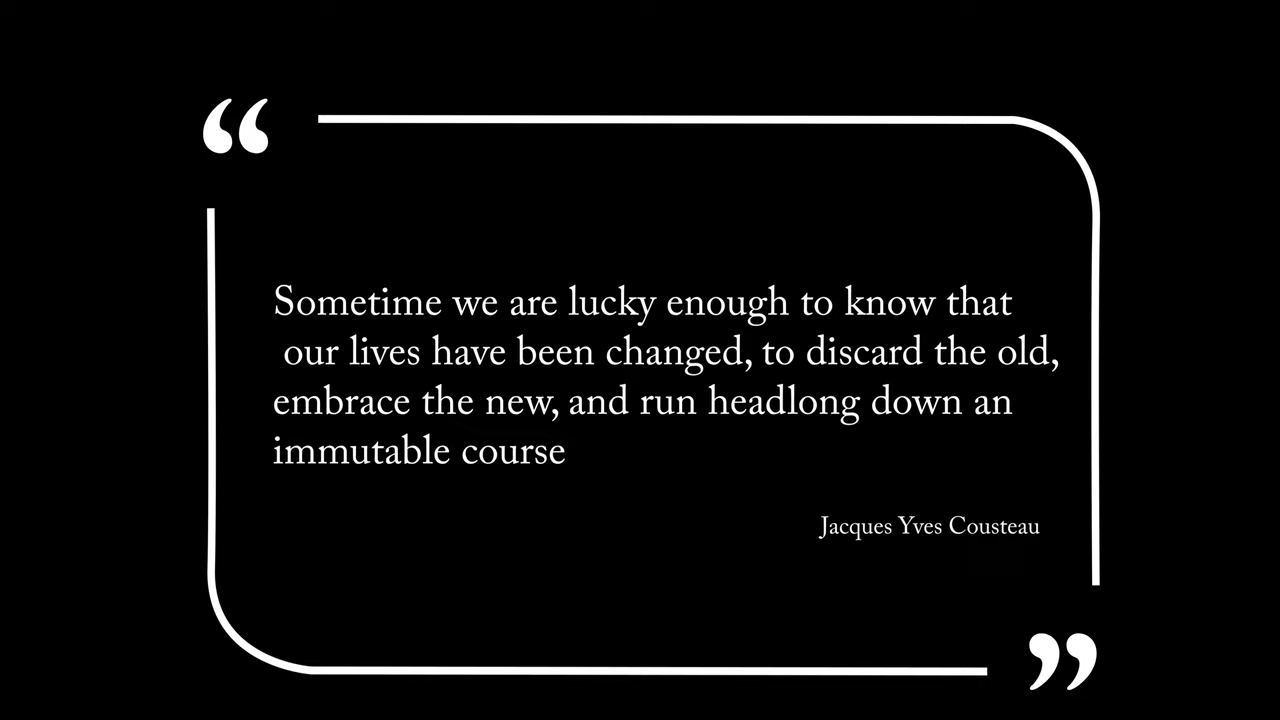 “
Sometime we are lucky enough to know that
our lives have been changed, to discard the old,
embrace the new, and run headlong down an
immutable course
Jacques Yves Cousteau
”